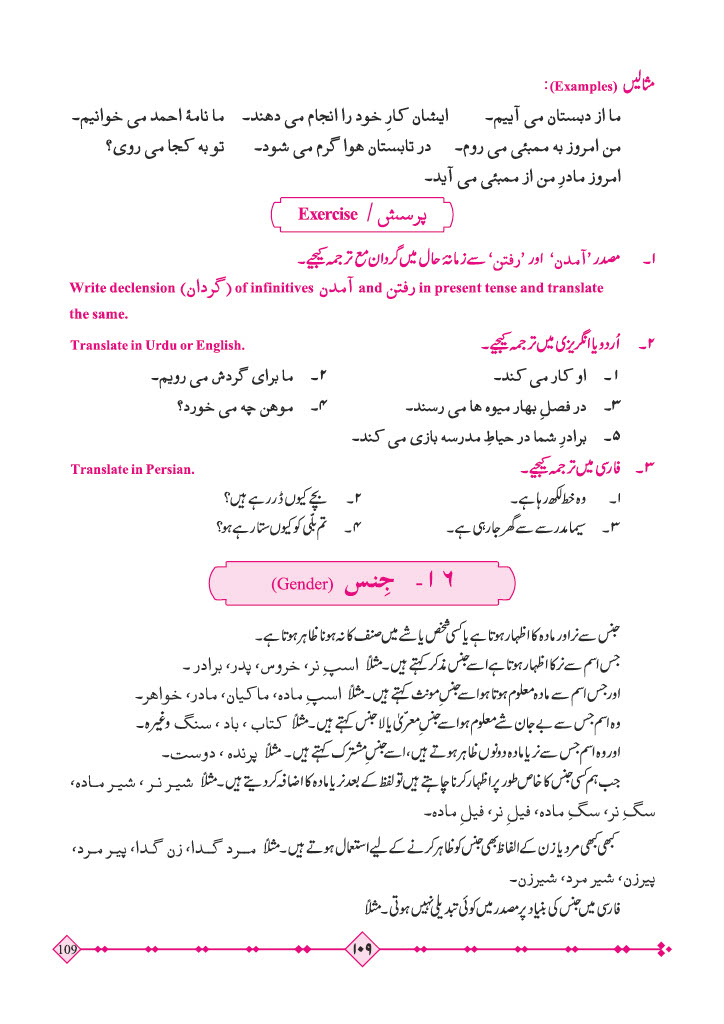 مثالیں (Examples):
ما از دبستان می آییم۔ ایشان کارِ خود را انجام می دهند۔ ما نامۂ احمد می خوانیم۔
من امروز به ممبئی می روم۔ در تابستان هوا گرم می شود۔ تو به کجا می روی؟
امروز مادرِ من از ممبئی می آید۔
پرسش / Exercise
۱۔ مصدر ’آمدن‘ اور ’رفتن‘ سے زمانۂ حال میں گردان مع ترجمہ کیجیے۔
Write declension (گردان) of infinitives آمدن and رفتن in present tense and translate
the same.
۲۔ اُردو یا انگریزی میں ترجمہ کیجیے۔ Translate in Urdu or English.
۱۔ او کار می کند۔ ۲۔ ما برای گردش می رویم۔
۳۔ در فصلِ بهار میوه ها می رسند۔ ۴۔ موهن چه می خورد؟
۵۔ برادرِ شما در حیاطِ مدرسه بازی می کند۔
۳۔ فارسی میں ترجمہ کیجیے۔ Translate in Persian.
۱۔ وہ خط لکھ رہا ہے۔ ۲۔ بچے کیوں ڈر رہے ہیں؟
۳۔ سیما مدرسے سے گھر جا رہی ہے۔ ۴۔ تم بلّی کو کیوں ستا رہے ہو؟
۱۶۔ جِنس (Gender)
جنس سے نر اور مادہ کا اظہار ہوتا ہے یا کسی شخص یا شے میں صنف کا نہ ہونا ظاہر ہوتا ہے۔
جس اسم سے نر کا اظہار ہوتا ہے اسے جنس مذکر کہتے ہیں۔ مثلاً اسپِ نر، خروس، پدر، برادر ۔
اور جس اسم سے مادہ معلوم ہوتا ہو اسے جنسِ مونث کہتے ہیں۔ مثلاً اسپِ ماده، ماکیان، مادر، خواهر۔
وہ اسم جس سے بے جان شے معلوم ہو اسے جنسِ معریٰ یا لا جنس کہتے ہیں۔ مثلاً کتاب ، باد ، سنگ وغیرہ۔
اور وہ اسم جس سے نر یا مادہ دونوں ظاہر ہوتے ہیں، اسے جنسِ مشترک کہتے ہیں۔ مثلاً پرنده ، دوست۔
جب ہم کسی جنس کا خاص طور پر اظہار کرنا چاہتے ہیں تو لفظ کے بعد نر یا مادہ کا اضافہ کر دیتے ہیں۔ مثلاً شیر نر ، شیر ماده،
سگِ نر، سگِ ماده، فیلِ نر، فیلِ ماده۔
کبھی کبھی مرد یا زن کے الفاظ بھی جنس کو ظاہر کرنے کے لیے استعمال ہوتے ہیں۔ مثلاً مرد گدا، زن گدا، پیر مرد،
پیرزن، شیر مرد، شیرزن۔
فارسی میں جنس کی بنیاد پر مصدر میں کوئی تبدیلی نہیں ہوتی۔ مثلاً
109 ۱۰۹